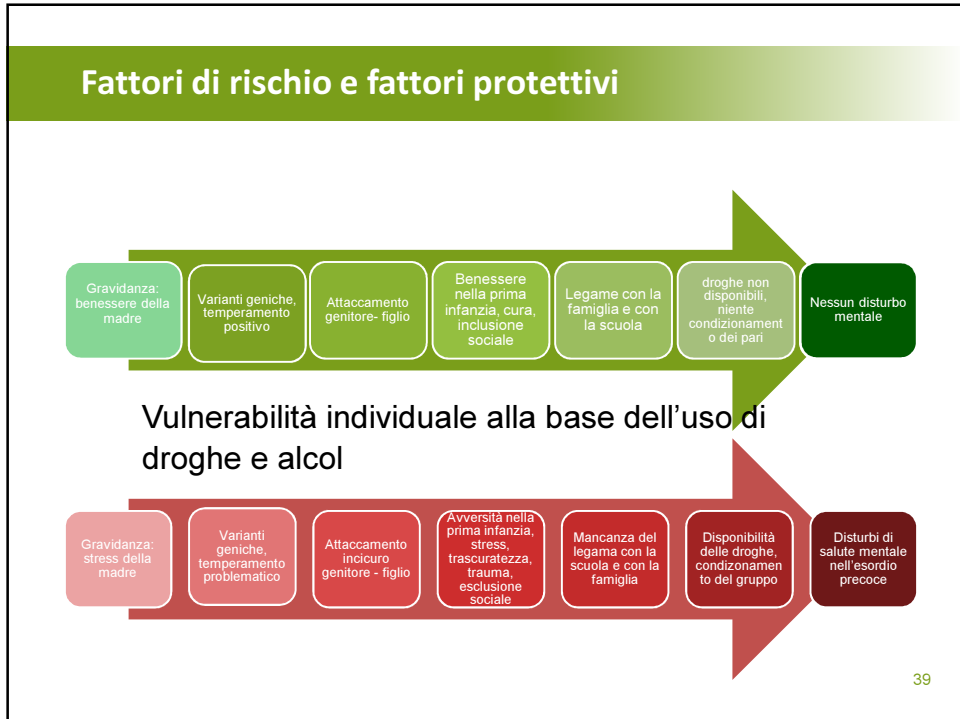 Fattori di rischio e fattori protettivi
Gravidanza:
benessere della
madre
Varianti geniche,
temperamento
positivo
Attaccamento
genitore- figlio
Benessere
nella prima
infanzia, cura,
inclusione
sociale
Legame con la
famiglia e con
la scuola
droghe non
disponibili,
niente
condizionament
o dei pari
Nessun disturbo
mentale
Vulnerabilità individuale alla base dell’uso di
droghe e alcol
Gravidanza:
stress della
madre
Varianti
geniche,
temperamento
problematico
Attaccamento
incicuro
genitore - figlio
Avversità nella
prima infanzia,
stress,
trascuratezza,
trauma,
esclusione
sociale
Mancanza del
legama con la
scuola e con la
famiglia
Disponibilità
delle droghe,
condizonamen
to del gruppo
Disturbi di
salute mentale
nell’esordio
precoce
39